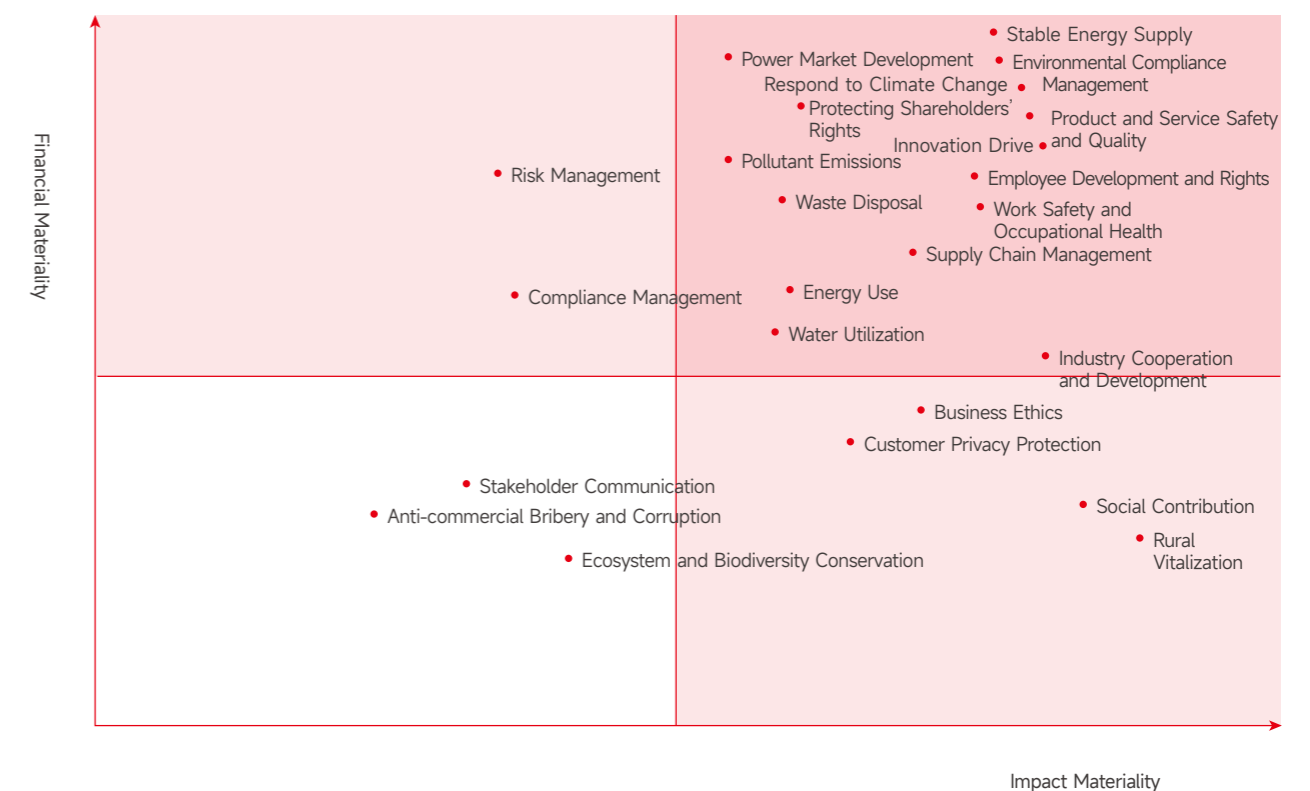 Financial Materiality
Stable Energy Supply
Power Market Development
Environmental Compliance
Management
Respond to Climate Change
Protecting Shareholders’
Rights
Product and Service Safety
and Quality
Innovation Drive
Pollutant Emissions
Risk Management
Employee Development and Rights
Waste Disposal
Work Safety and
Occupational Health
Supply Chain Management
Compliance Management
Energy Use
Water Utilization
Industry Cooperation
and Development
Business Ethics
Customer Privacy Protection
Stakeholder Communication
Anti-commercial Bribery and Corruption
Social Contribution
Rural
Vitalization
Ecosystem and Biodiversity Conservation
Impact Materiality